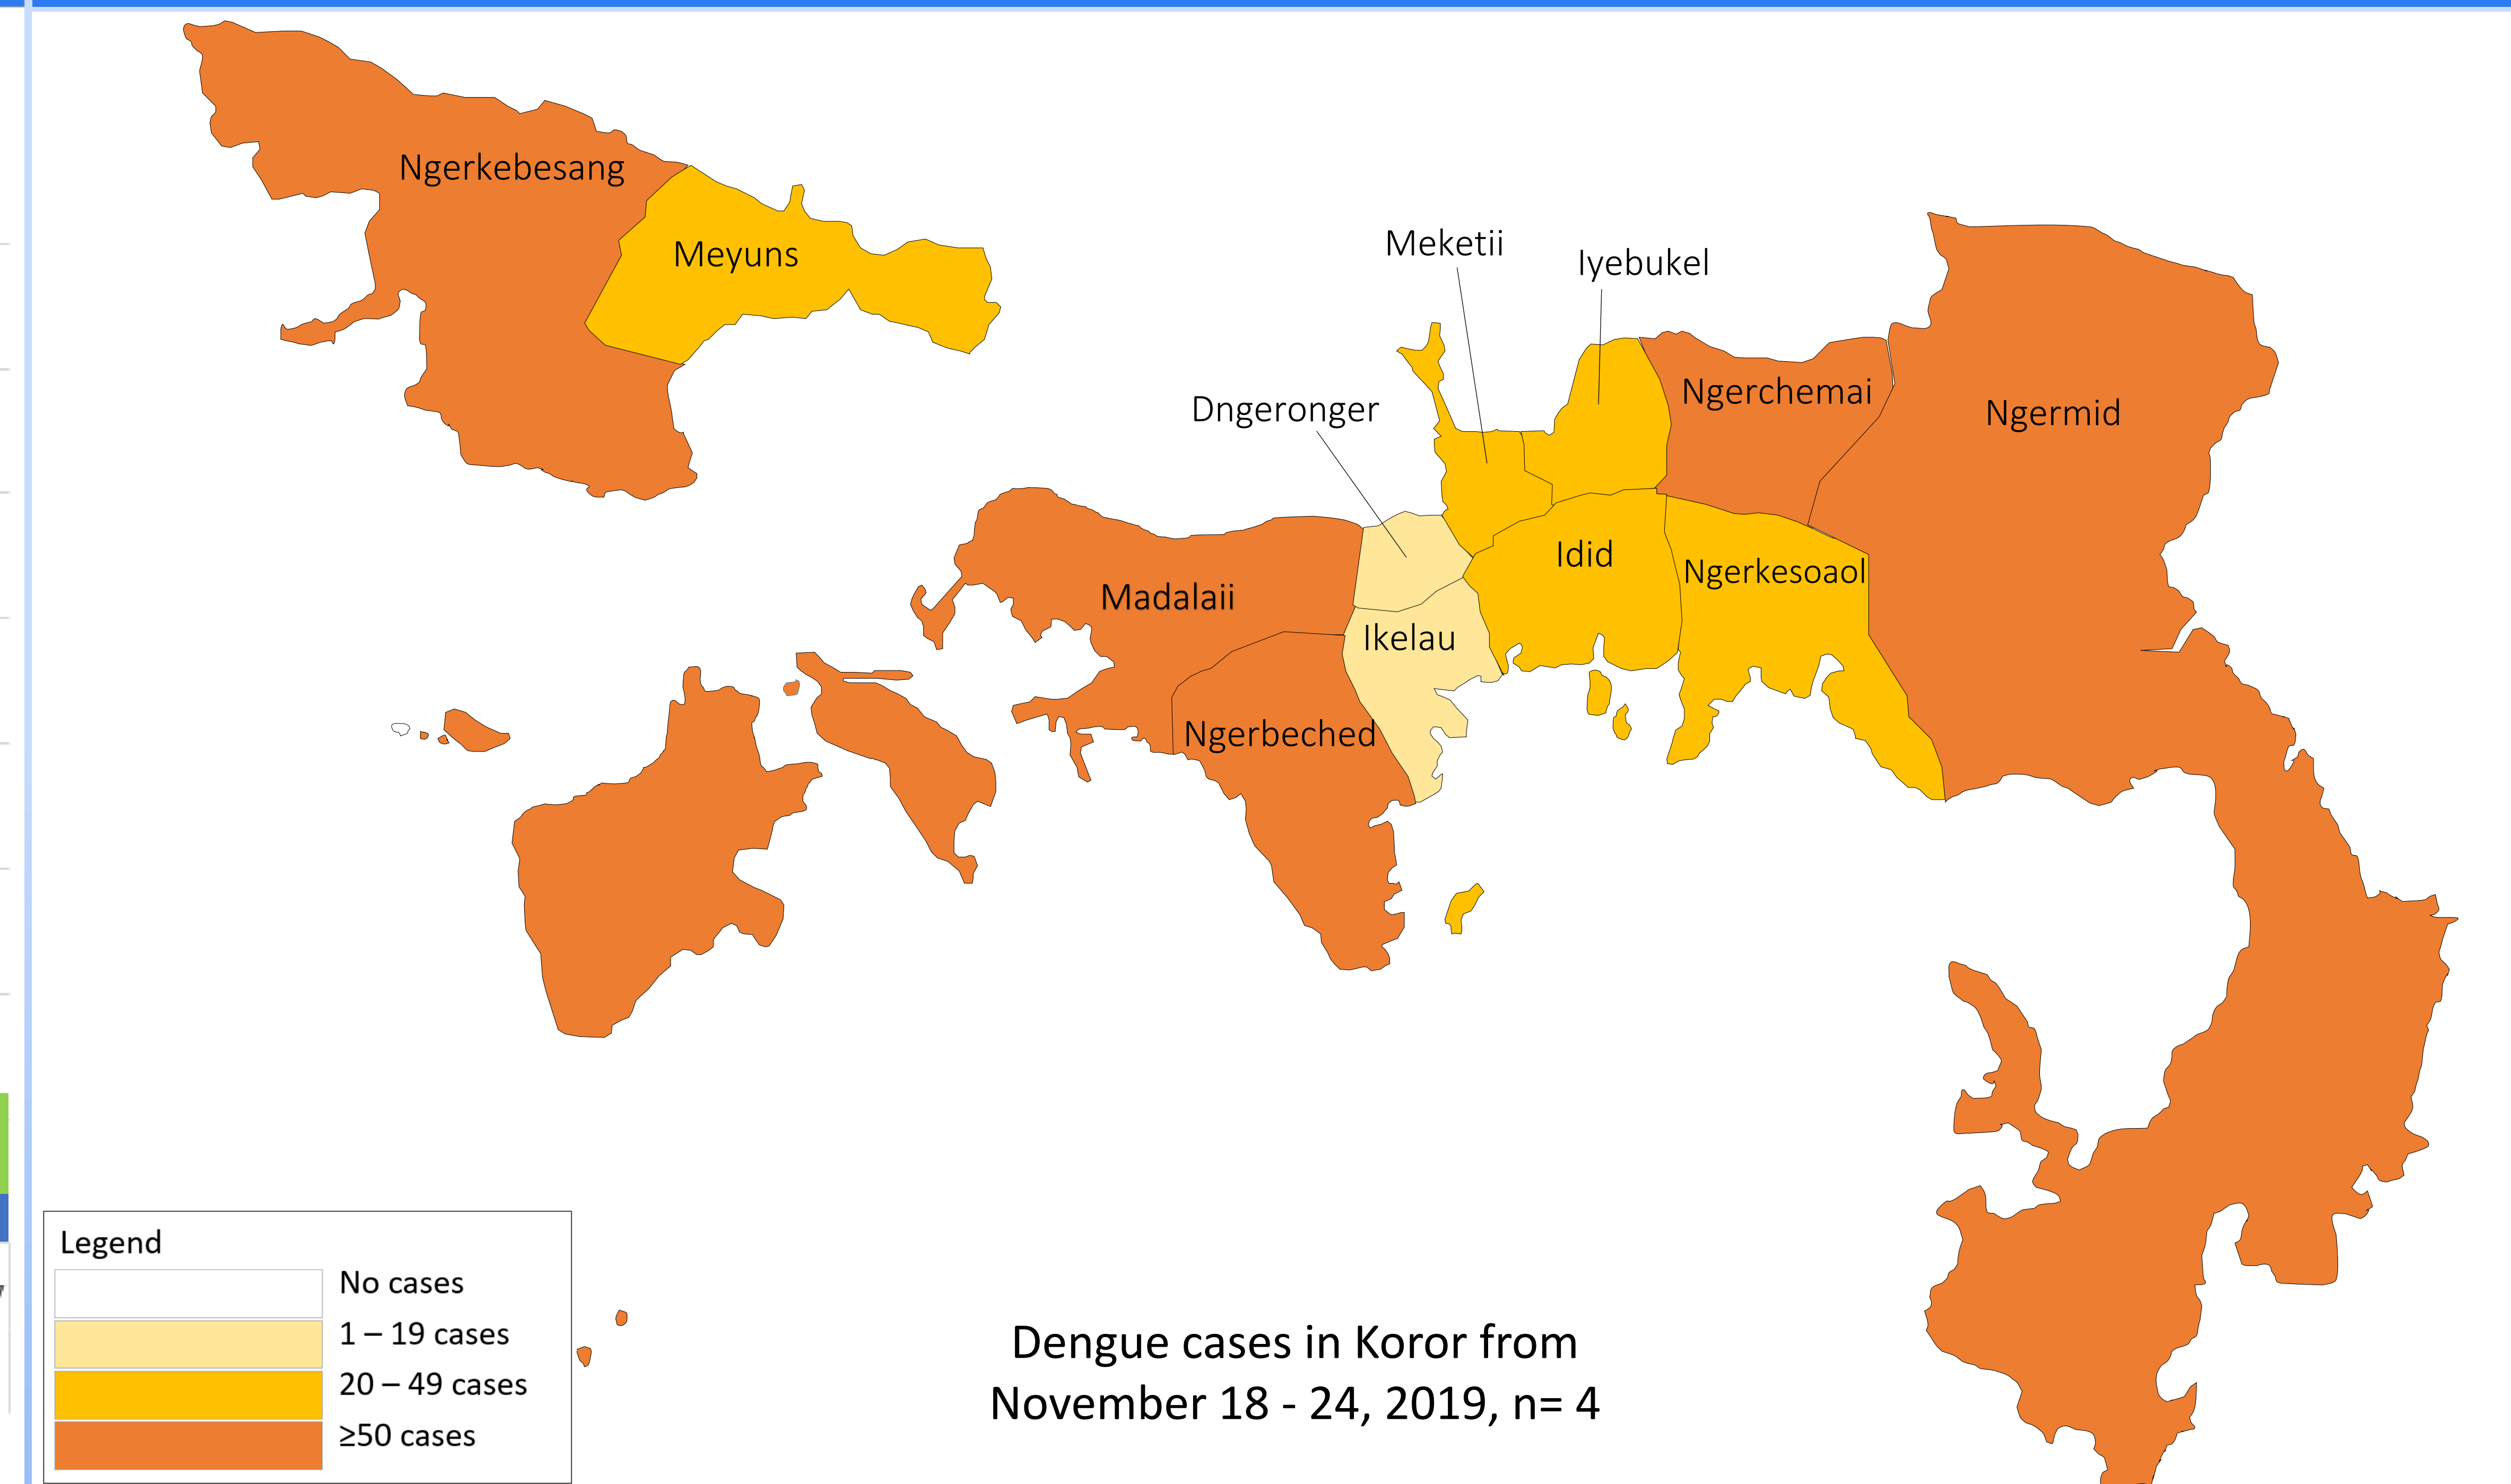 Ngerkebesang
Meyuns
Meketii
Iyebukel
Ngerchemai
Ngermid
Dngeronger
Idid
Ngerkesoaol
Madalaii
Ikelau
Ngerbeched
Legend
No cases
1 – 19 cases
20 – 49 cases
≥50 cases
Dengue cases in Koror from
November 18 - 24, 2019, n= 4